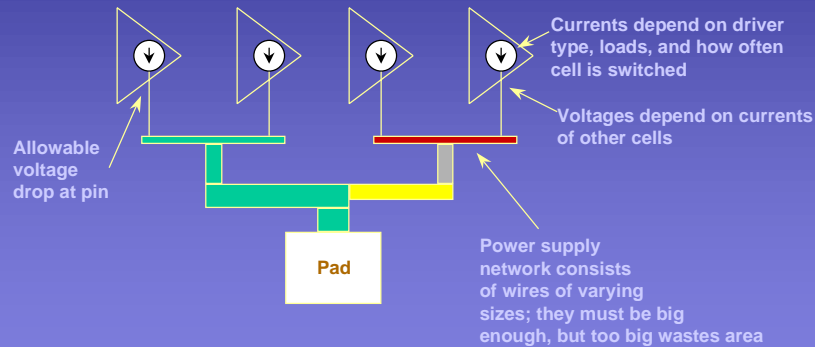 Currents depend on driver
type, loads, and how often
cell is switched
Voltages depend on currents
of other cells
Allowable
voltage
drop at pin
Pad
Power supply
network consists
of wires of varying
sizes; they must be big
enough, but too big wastes area